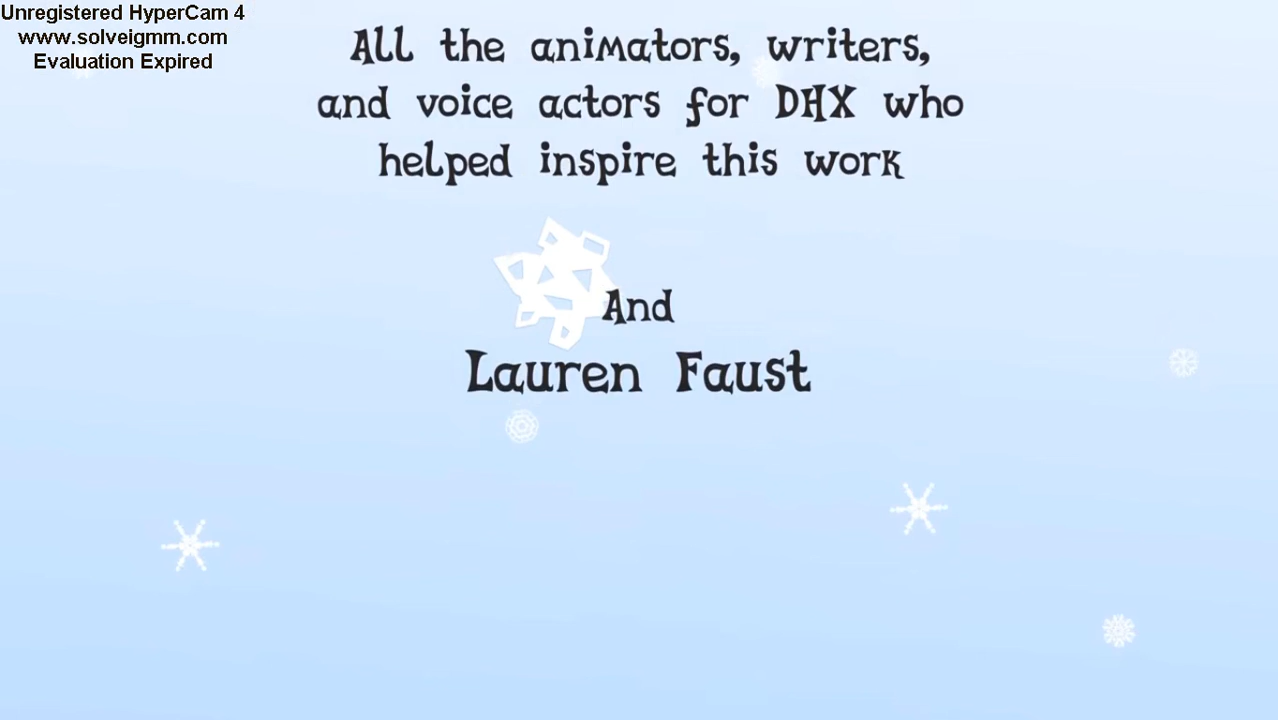 Unregistered HyperCam 4
www.solveigmm.com
Evaluation Expired
All the animators, writers,
and voice actors for DHX who
helped inspire this work
And
Lauren Faust